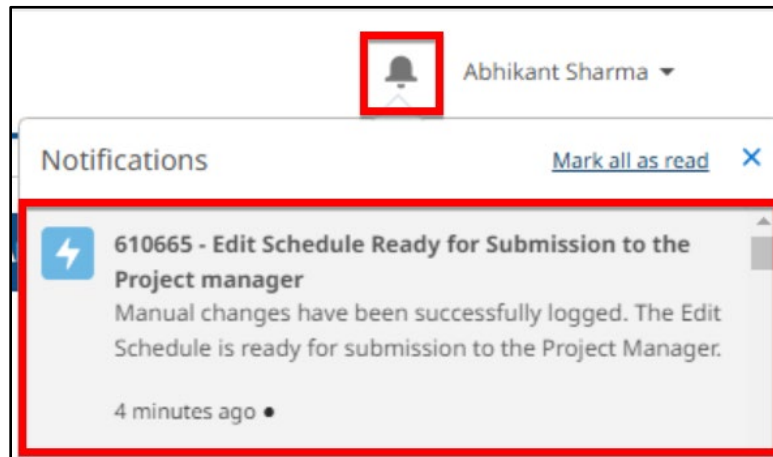 Abhikant Sharma
Notifications
Mark all as read
610665 - Edit Schedule Ready for Submission to the
Project manager
Manual changes have been successfully logged. The Edit
Schedule is ready for submission to the Project Manager.
4 minutes ago